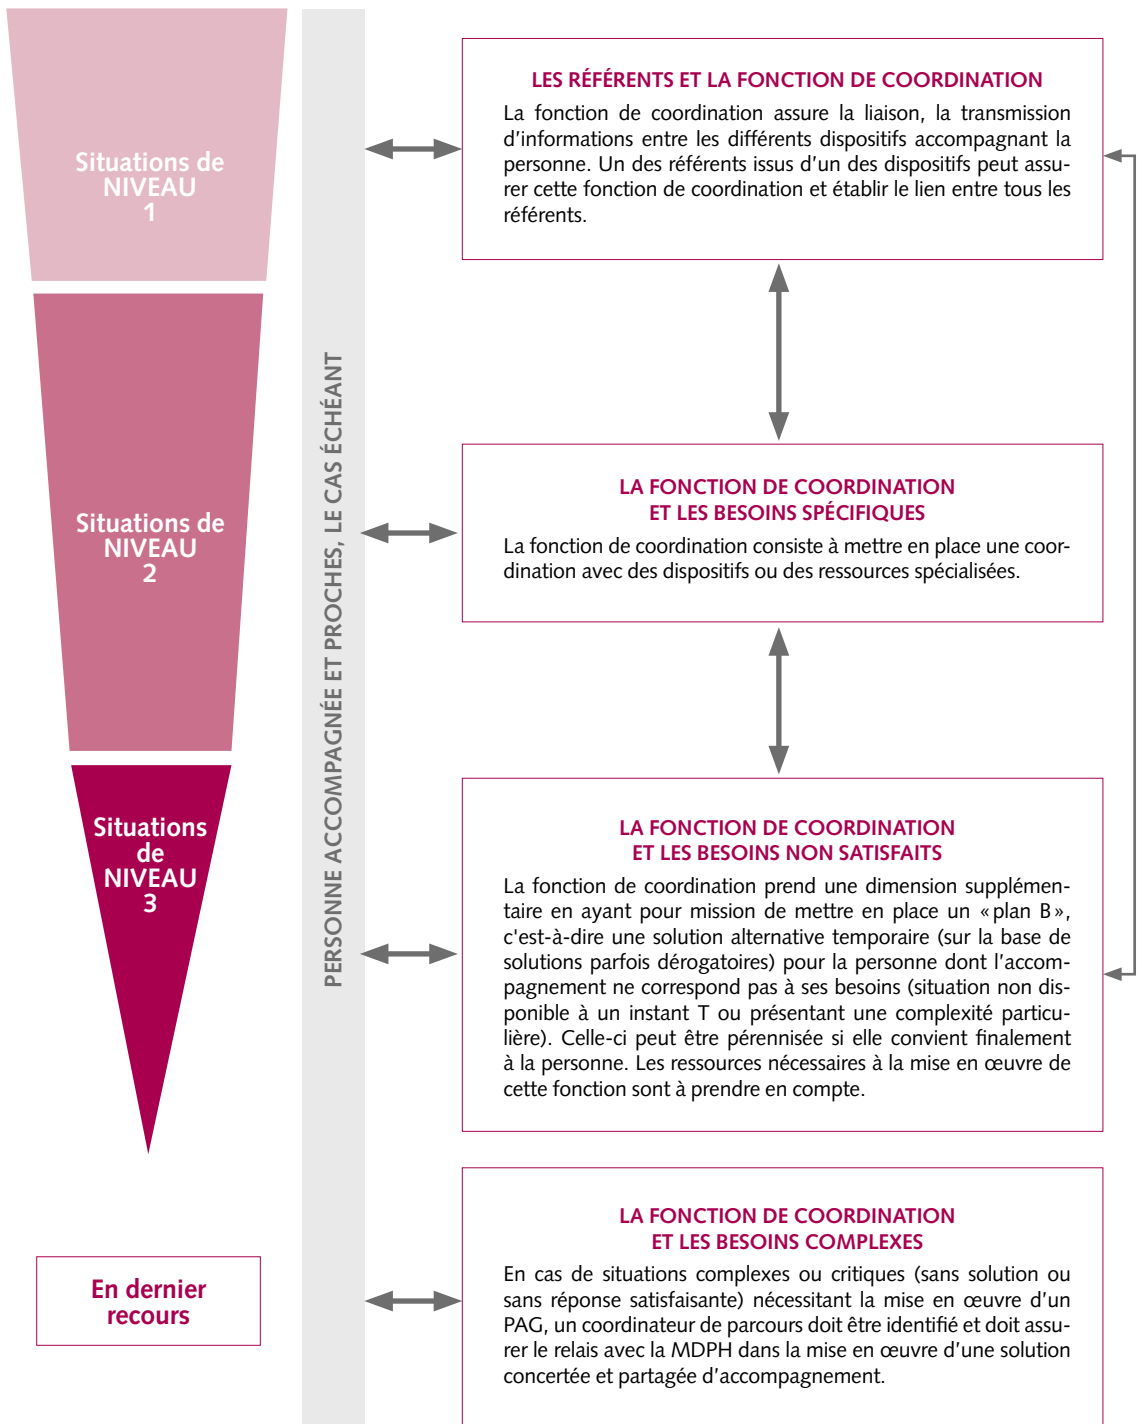 Situations de
NIVEAU
1
LES RÉFÉRENTS ET LA FONCTION DE COORDINATION
La fonction de coordination assure la liaison, la transmission
d’informations entre les différents dispositifs accompagnant la
personne. Un des référents issus d’un des dispositifs peut assu-
rer cette fonction de coordination et établir le lien entre tous les
référents.
PERSONNE ACCOMPAGNÉE ET PROCHES, LE CAS ÉCHÉANT
Situations de
NIVEAU
2
LA FONCTION DE COORDINATION
ET LES BESOINS SPÉCIFIQUES
La fonction de coordination consiste à mettre en place une coor-
dination avec des dispositifs ou des ressources spécialisées.
Situations
de
NIVEAU
3
LA FONCTION DE COORDINATION
ET LES BESOINS NON SATISFAITS
La fonction de coordination prend une dimension supplémen-
taire en ayant pour mission de mettre en place un «plan B»,
c'est-à-dire une solution alternative temporaire (sur la base de
solutions parfois dérogatoires) pour la personne dont l’accom-
pagnement ne correspond pas à ses besoins (situation non dis-
ponible à un instant T ou présentant une complexité particu-
lière). Celle-ci peut être pérennisée si elle convient finalement
à la personne. Les ressources nécessaires à la mise en œuvre de
cette fonction sont à prendre en compte.
En dernier
recours
LA FONCTION DE COORDINATION
ET LES BESOINS COMPLEXES
En cas de situations complexes ou critiques (sans solution ou
sans réponse satisfaisante) nécessitant la mise en œuvre d’un
PAG, un coordinateur de parcours doit être identifié et doit assu-
rer le relais avec la MDPH dans la mise en œuvre d’une solution
concertée et partagée d’accompagnement.